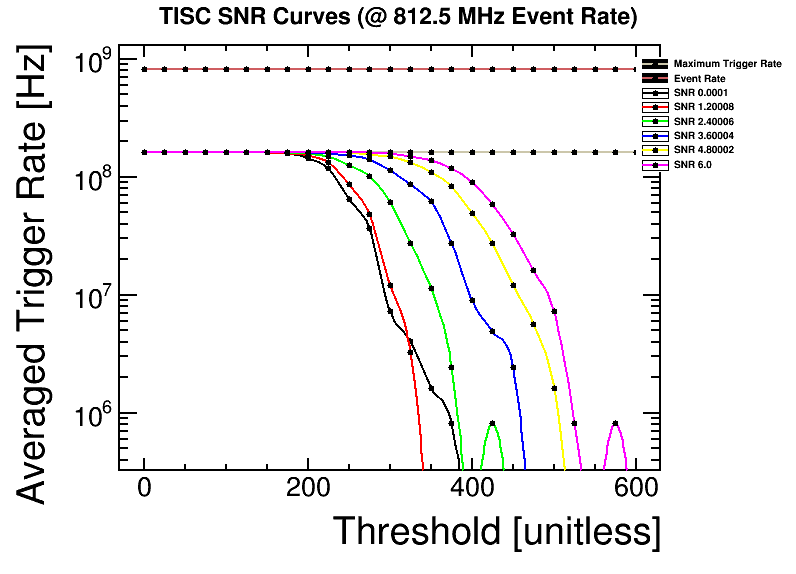 TISC SNR Curves (@ 812.5 MHz Event Rate)
Averaged Trigger Rate [Hz]
10^9
10^8
10^7
10^6
0 200 400 600
Threshold [unitless]
Maximum Trigger Rate
Event Rate
SNR 0.0001
SNR 1.20008
SNR 2.40006
SNR 3.60004
SNR 4.80002
SNR 6.0